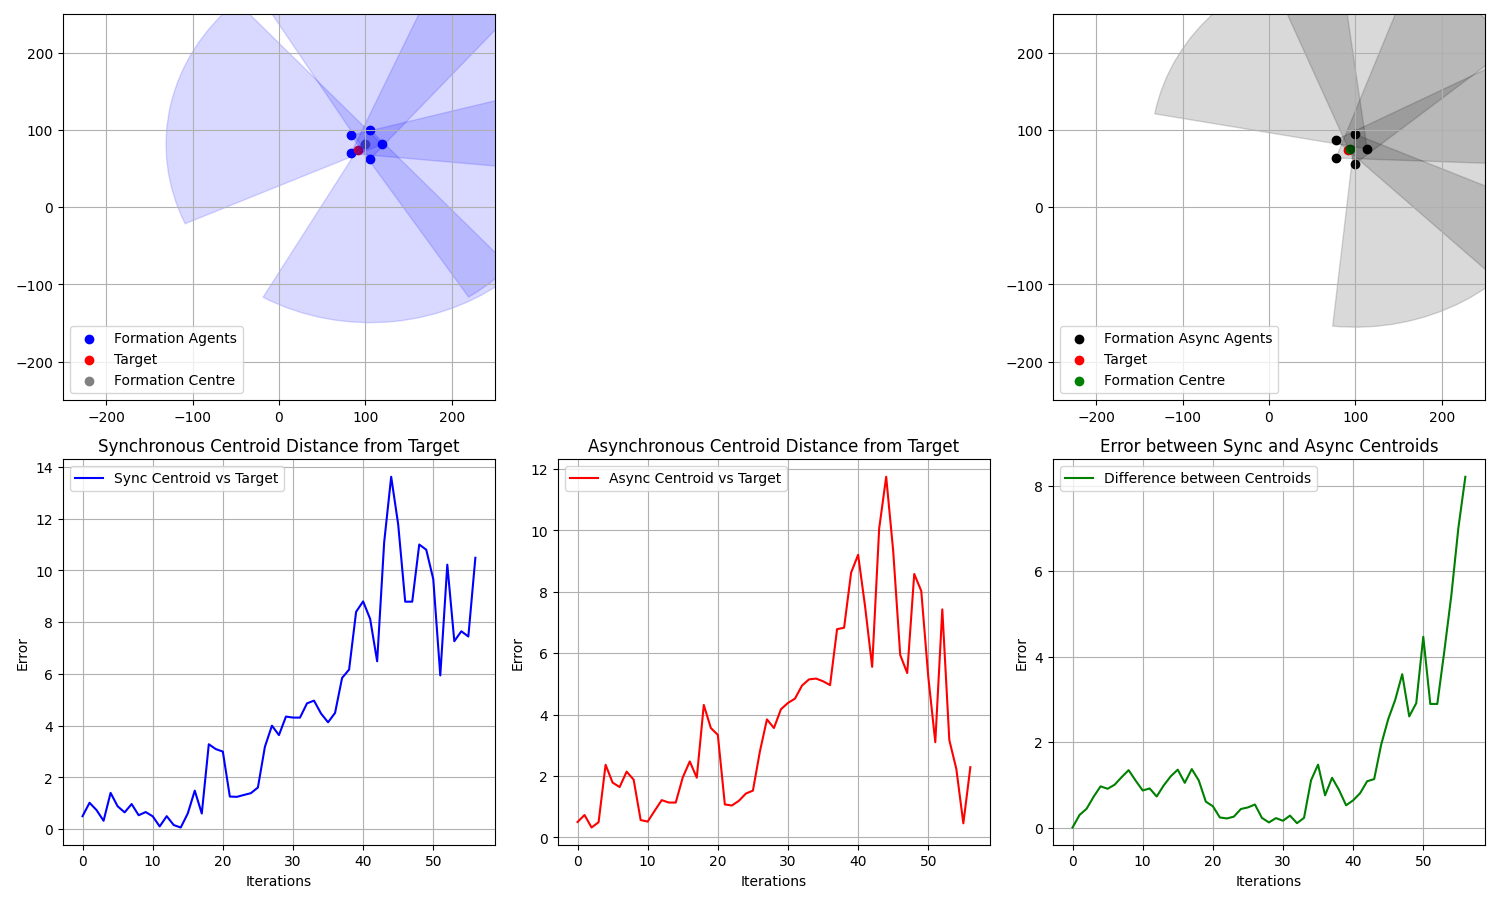 200
100
0
−100
−200
Formation Agents
Target
Formation Centre
−200 −100 0 100 200
200
100
0
−100
−200
Formation Async Agents
Target
Formation Centre
−200 −100 0 100 200
Synchronous Centroid Distance from Target
Sync Centroid vs Target
Error
14
12
10
8
6
4
2
0
0 10 20 30 40 50
Iterations
Asynchronous Centroid Distance from Target
Async Centroid vs Target
Error
12
10
8
6
4
2
0
0 10 20 30 40 50
Iterations
Error between Sync and Async Centroids
Difference between Centroids
Error
8
6
4
2
0
0 10 20 30 40 50
Iterations